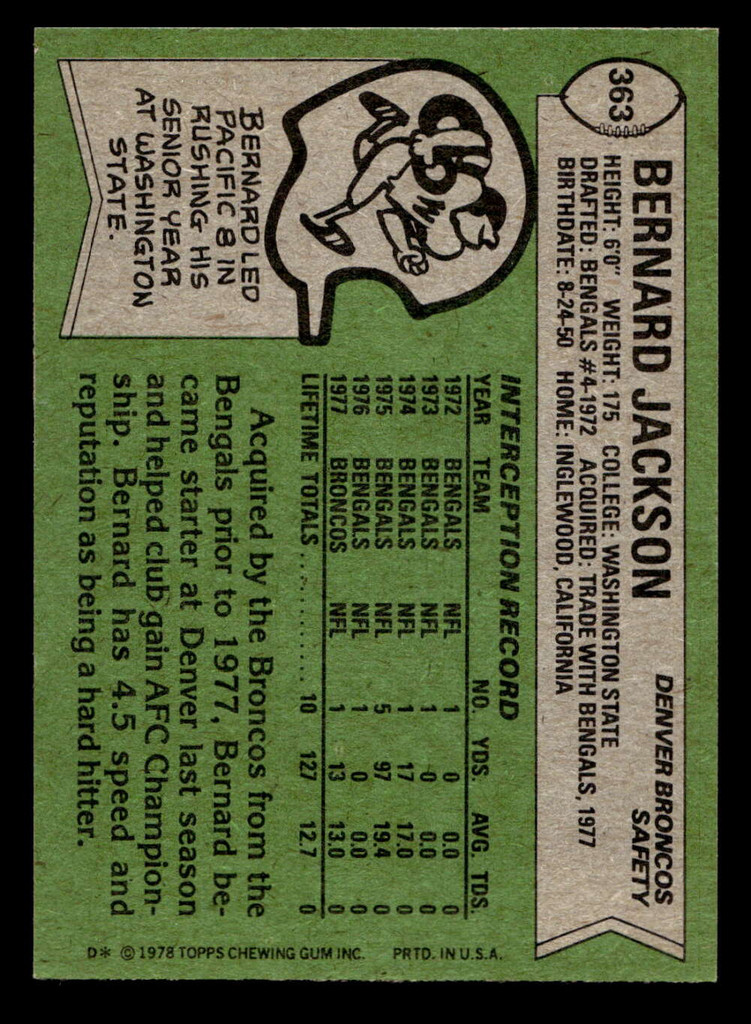 363
BERNARD JACKSON
DENVER BRONCOS
SAFETY
HEIGHT: 6'0" WEIGHT: 175 COLLEGE: WASHINGTON STATE
DRAFTED: BENGALS #4-1972 ACQUIRED: TRADE WITH BENGALS, 1977
BIRTHDATE: 8-24-50 HOME: INGLEWOOD, CALIFORNIA
BERNARD LED
PACIFIC 8 IN
RUSHING HIS
SENIOR YEAR
AT WASHINGTON
STATE.
INTERCEPTION RECORD
YEAR TEAM NO. YDS. AVG. TDS.
1972 BENGALS NFL 1 0 0.0 0
1973 BENGALS NFL 1 0 0.0 0
1974 BENGALS NFL 1 17 17.0 0
1975 BENGALS NFL 5 97 19.4 0
1976 BENGALS NFL 1 0 0.0 0
1977 BRONCOS NFL 1 13 13.0 0
LIFETIME TOTALS .......... 10 127 12.7 0
Acquired by the Broncos from the
Bengals prior to 1977, Bernard be-
came starter at Denver last season
and helped club gain AFC Champion-
ship. Bernard has 4.5 speed and
reputation as being a hard hitter.
D* © 1978 TOPPS CHEWING GUM INC. PRTD. IN U.S.A.